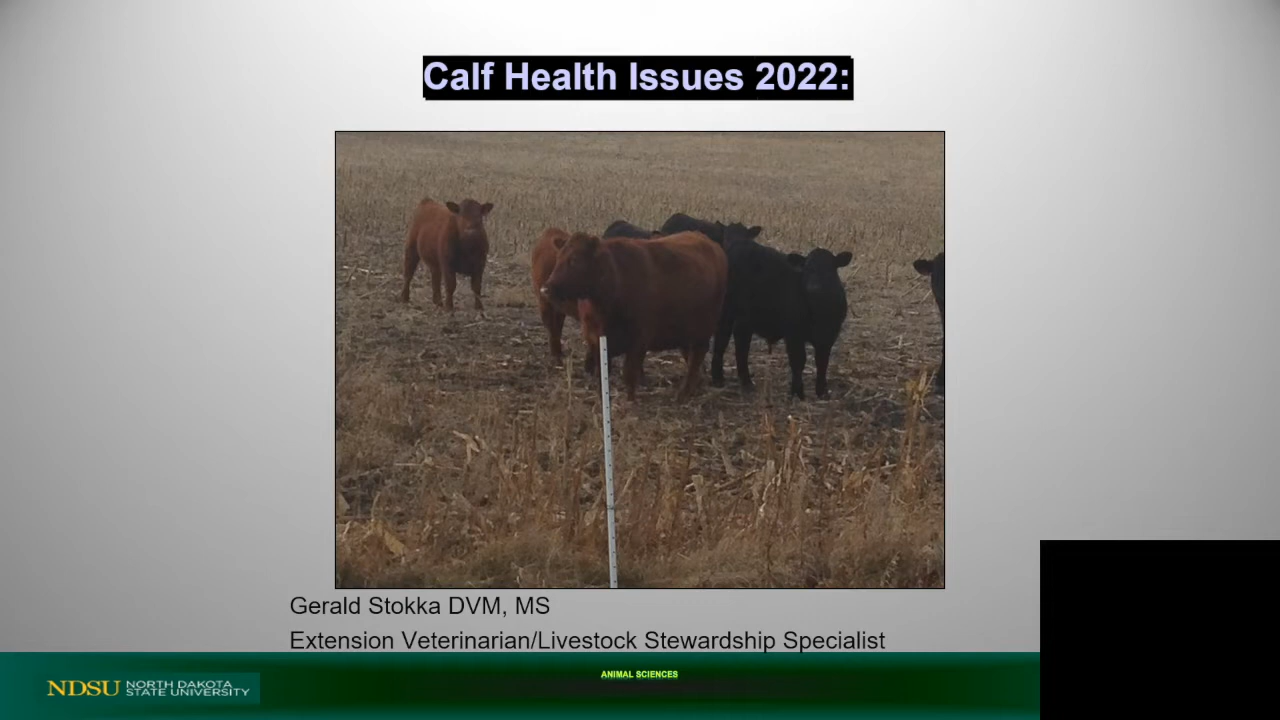 Calf Health Issues 2022:
Gerald Stokka DVM, MS
Extension Veterinarian/Livestock Stewardship Specialist
NDSU NORTH DAKOTA
STATE UNIVERSITY
ANIMAL SCIENCES